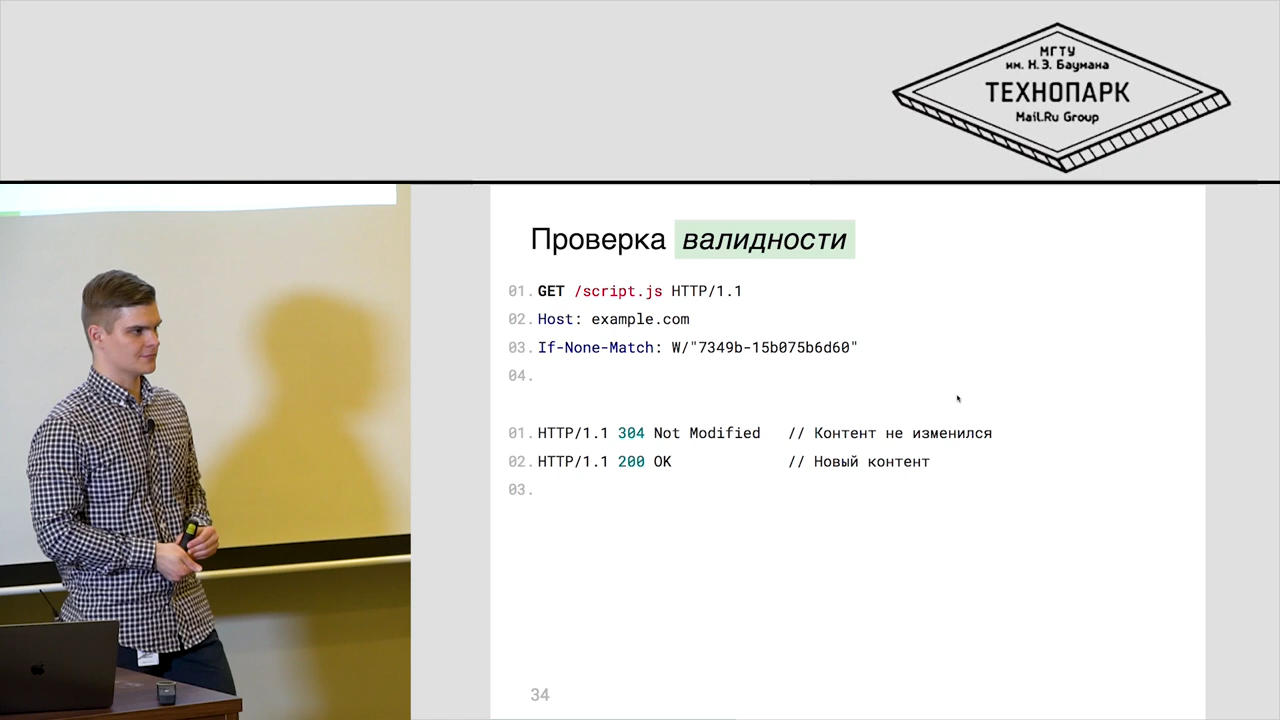 МГТУ
им. Н.Э. Баумана
ТЕХНОПАРК
Mail.Ru Group
Проверка валидности
01. GET /script.js HTTP/1.1
02. Host: example.com
03. If-None-Match: W/"7349b-15b075b6d60"
04.
01. HTTP/1.1 304 Not Modified // Контент не изменился
02. HTTP/1.1 200 OK // Новый контент
03.
34